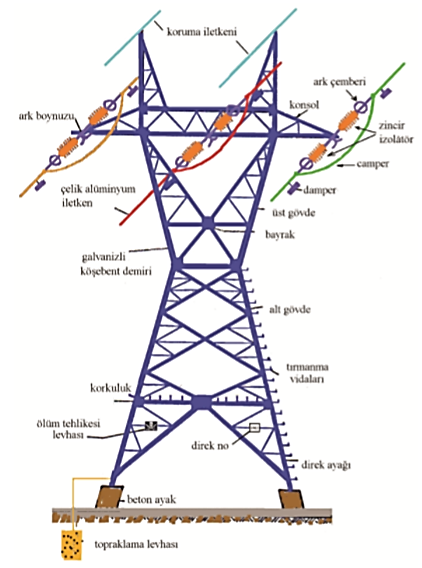 koruma iletkeni
ark çemberi
ark boynuzu
konsol
zincir
izolâtör
camper
damper
çelik alüminyum
iletken
üst gövde
bayrak
galvanizli
köşebent demiri
alt gövde
tırmanma
vidaları
korkuluk
ölüm tehlikesi
levhası
direk no
direk ayağı
beton ayak
topraklama levhası